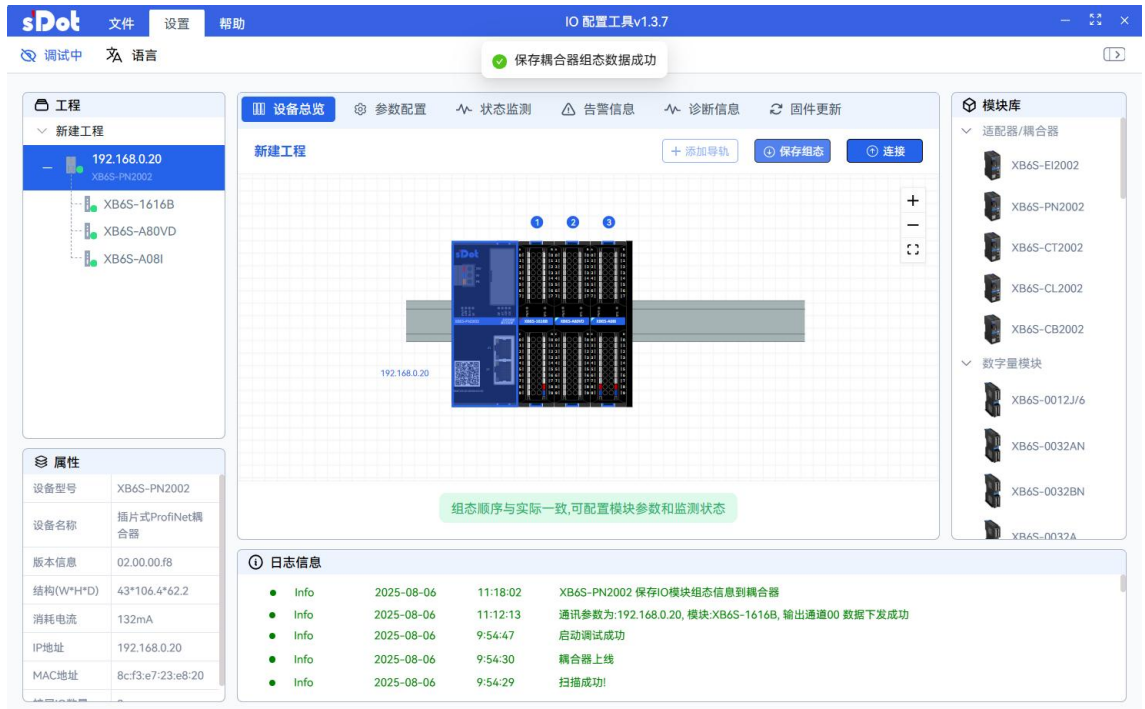 sDot 文件 设置 帮助 IO 配置工具v1.3.7
调试中 语言
保存耦合器组态数据成功
工程
新建工程
192.168.0.20
XB6S-PN2002
XB6S-1616B
XB6S-A80VD
XB6S-A08I
属性
设备型号 XB6S-PN2002
设备名称 插片式ProfiNet耦合器
版本信息 02.00.00.f8
结构(W*H*D) 43*106.4*62.2
消耗电流 132mA
IP地址 192.168.0.20
MAC地址 8c:f3:e7:23:e8:20
设备总览 参数配置 状态监测 告警信息 诊断信息 固件更新
新建工程 + 添加导轨 保存组态 连接
1 2 3
sDot
192.168.0.20
组态顺序与实际一致,可配置模块参数和监测状态
日志信息
Info 2025-08-06 11:18:02 XB6S-PN2002 保存IO模块组态信息到耦合器
Info 2025-08-06 11:12:13 通讯参数为:192.168.0.20, 模块:XB6S-1616B, 输出通道00 数据下发成功
Info 2025-08-06 9:54:47 启动调试成功
Info 2025-08-06 9:54:30 耦合器上线
Info 2025-08-06 9:54:29 扫描成功!
模块库
适配器/耦合器
XB6S-EI2002
XB6S-PN2002
XB6S-CT2002
XB6S-CL2002
XB6S-CB2002
数字量模块
XB6S-0012J/6
XB6S-0032AN
XB6S-0032BN
XB6S-0032A